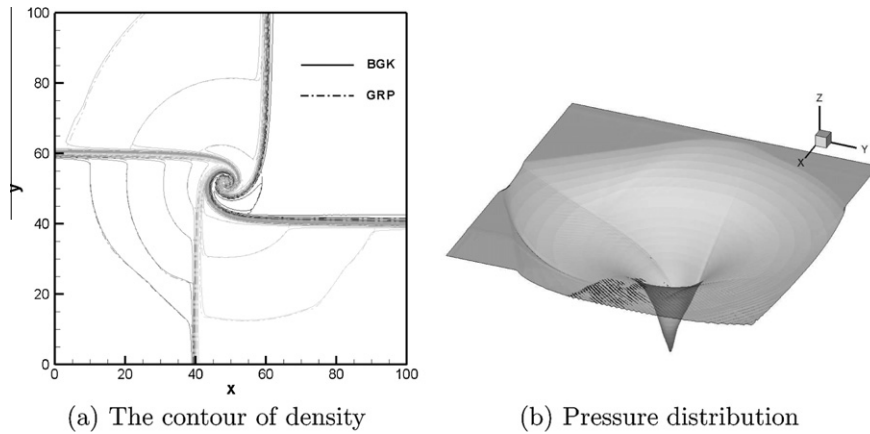 100
80
60
40
20
0
y
0
20
40
60
80
100
x
BGK
GRP
Z
Y
X
(a) The contour of density
(b) Pressure distribution